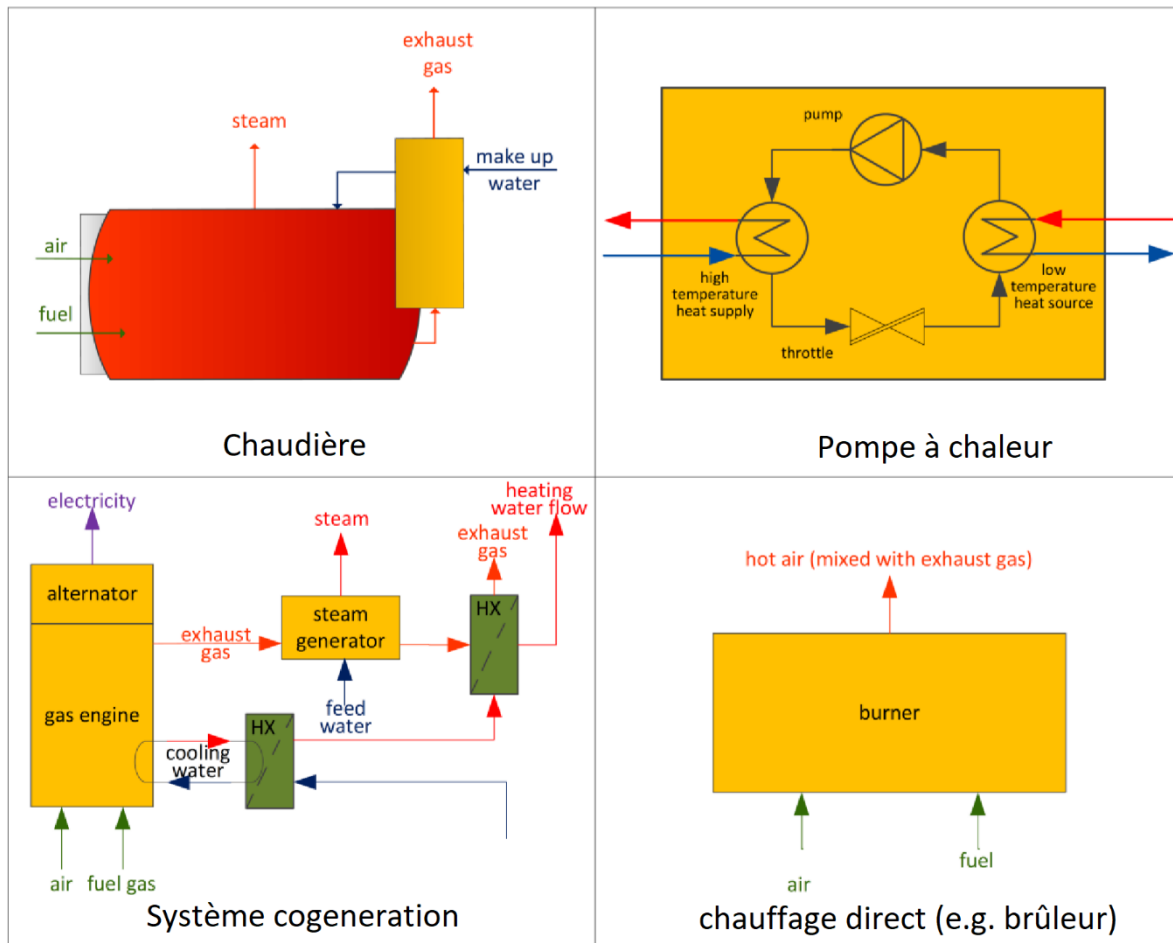 exhaust
gas
steam
make up
water
air
fuel
Chaudière
pump
high
temperature
heat supply
low
temperature
heat source
throttle
Pompe à chaleur
electricity
alternator
gas engine
exhaust
gas
steam
steam
generator
feed
water
HX
cooling
water
exhaust
gas
HX
heating
water flow
air
fuel gas
Système cogeneration
hot air (mixed with exhaust gas)
burner
air
fuel
chauffage direct (e.g. brûleur)